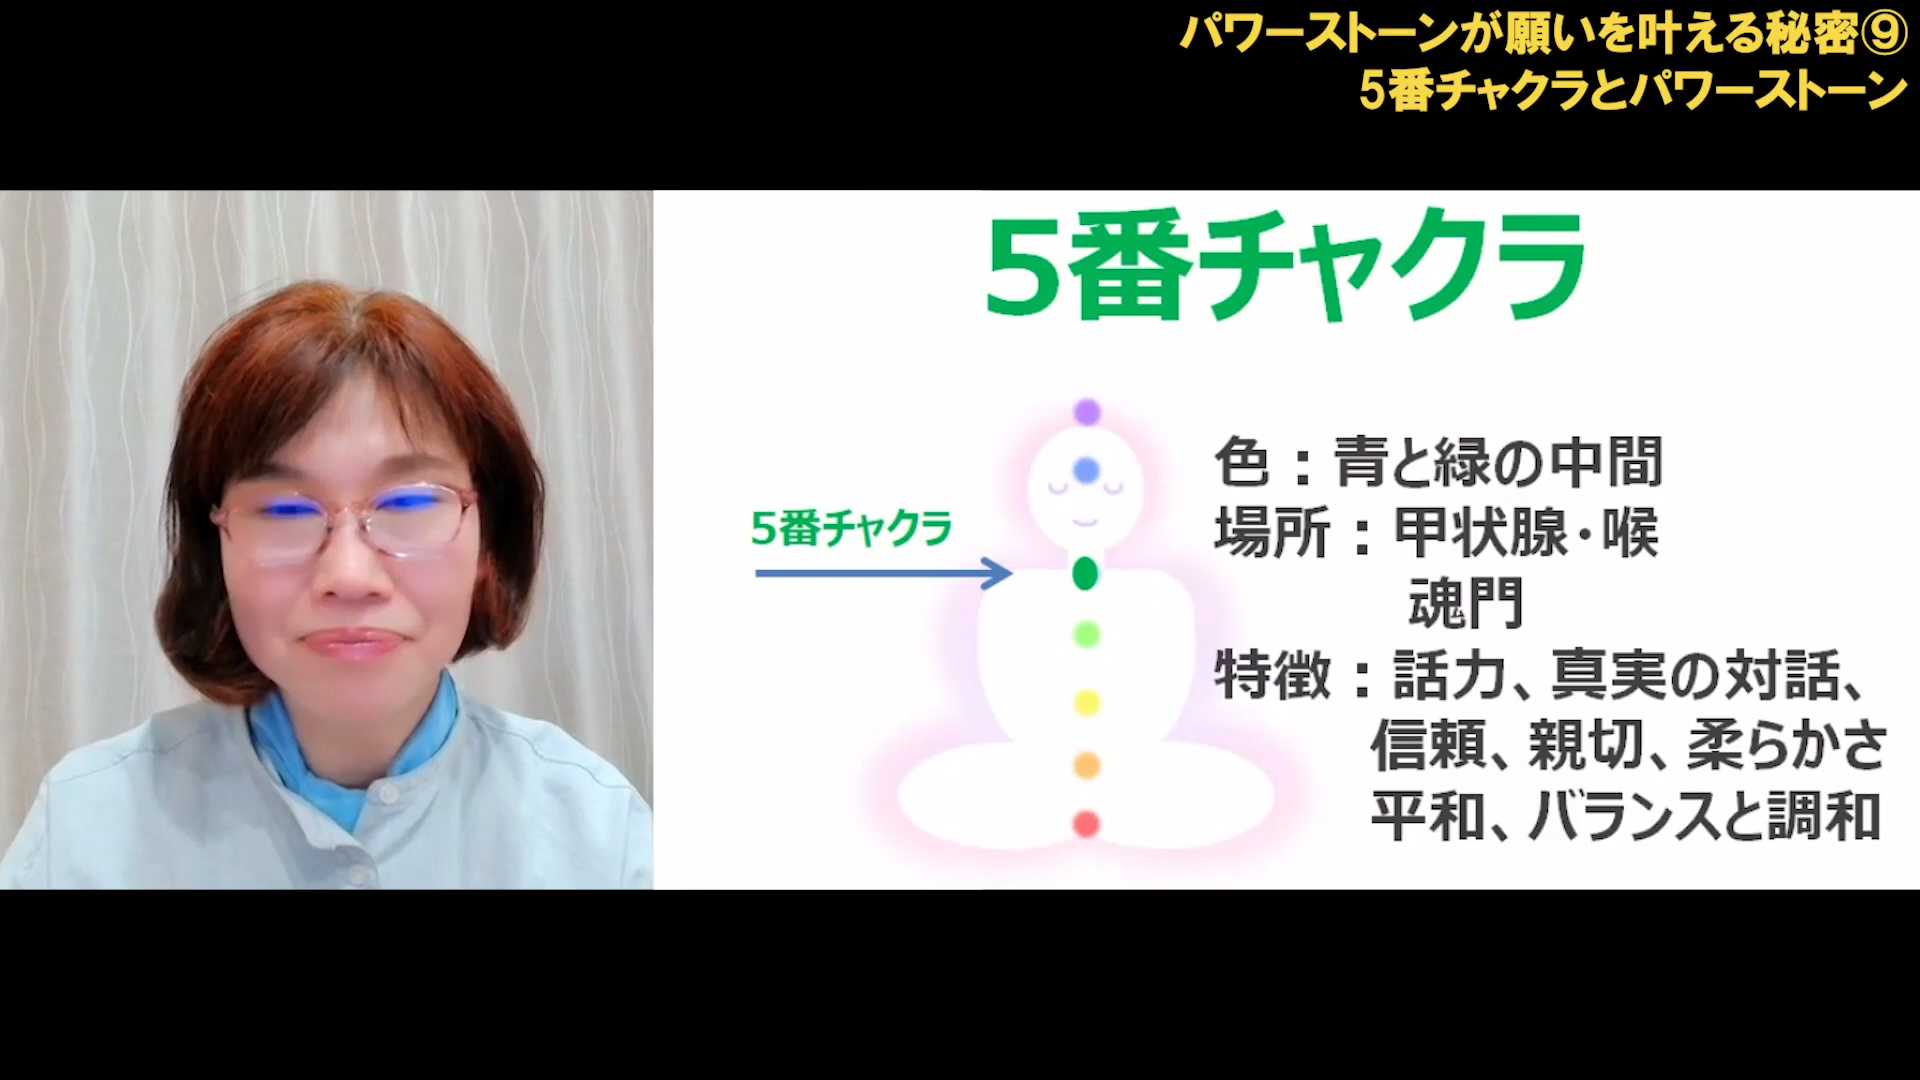 パワーストーンが願いを叶える秘密⑨
5番チャクラとパワーストーン
5番チャクラ
5番チャクラ
色：青と緑の中間
場所：甲状腺・喉
魂門
特徴：話力、真実の対話、
信頼、親切、柔らかさ
平和、バランスと調和